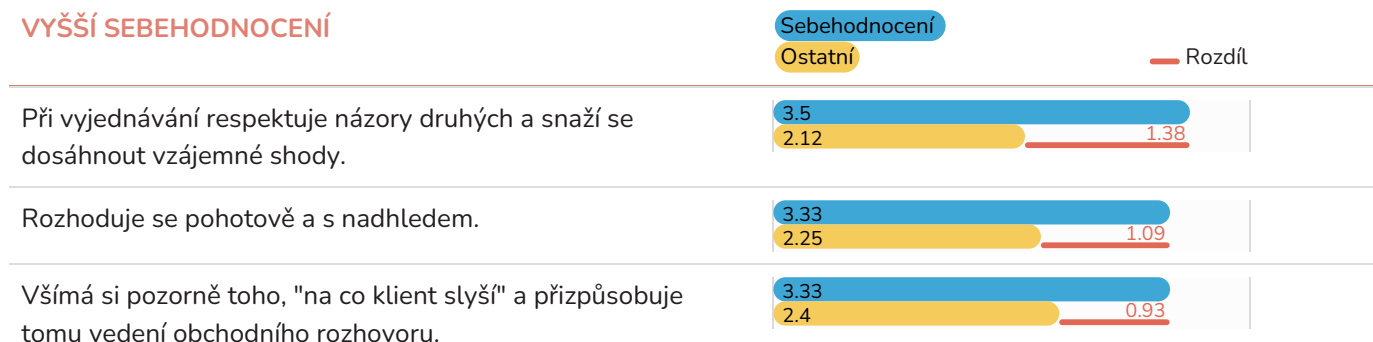 VYŠŠÍ SEBEHODNOCENÍ
Sebehodnocení
Ostatní
Rozdíl
Při vyjednávání respektuje názory druhých a snaží se
dosáhnout vzájemné shody.
3.5
2.12
1.38
Rozhoduje se pohotově a s nadhledem.
3.33
2.25
1.09
Všímá si pozorně toho, "na co klient slyší" a přizpůsobuje
tomu vedení obchodního rozhovoru.
3.33
2.4
0.93